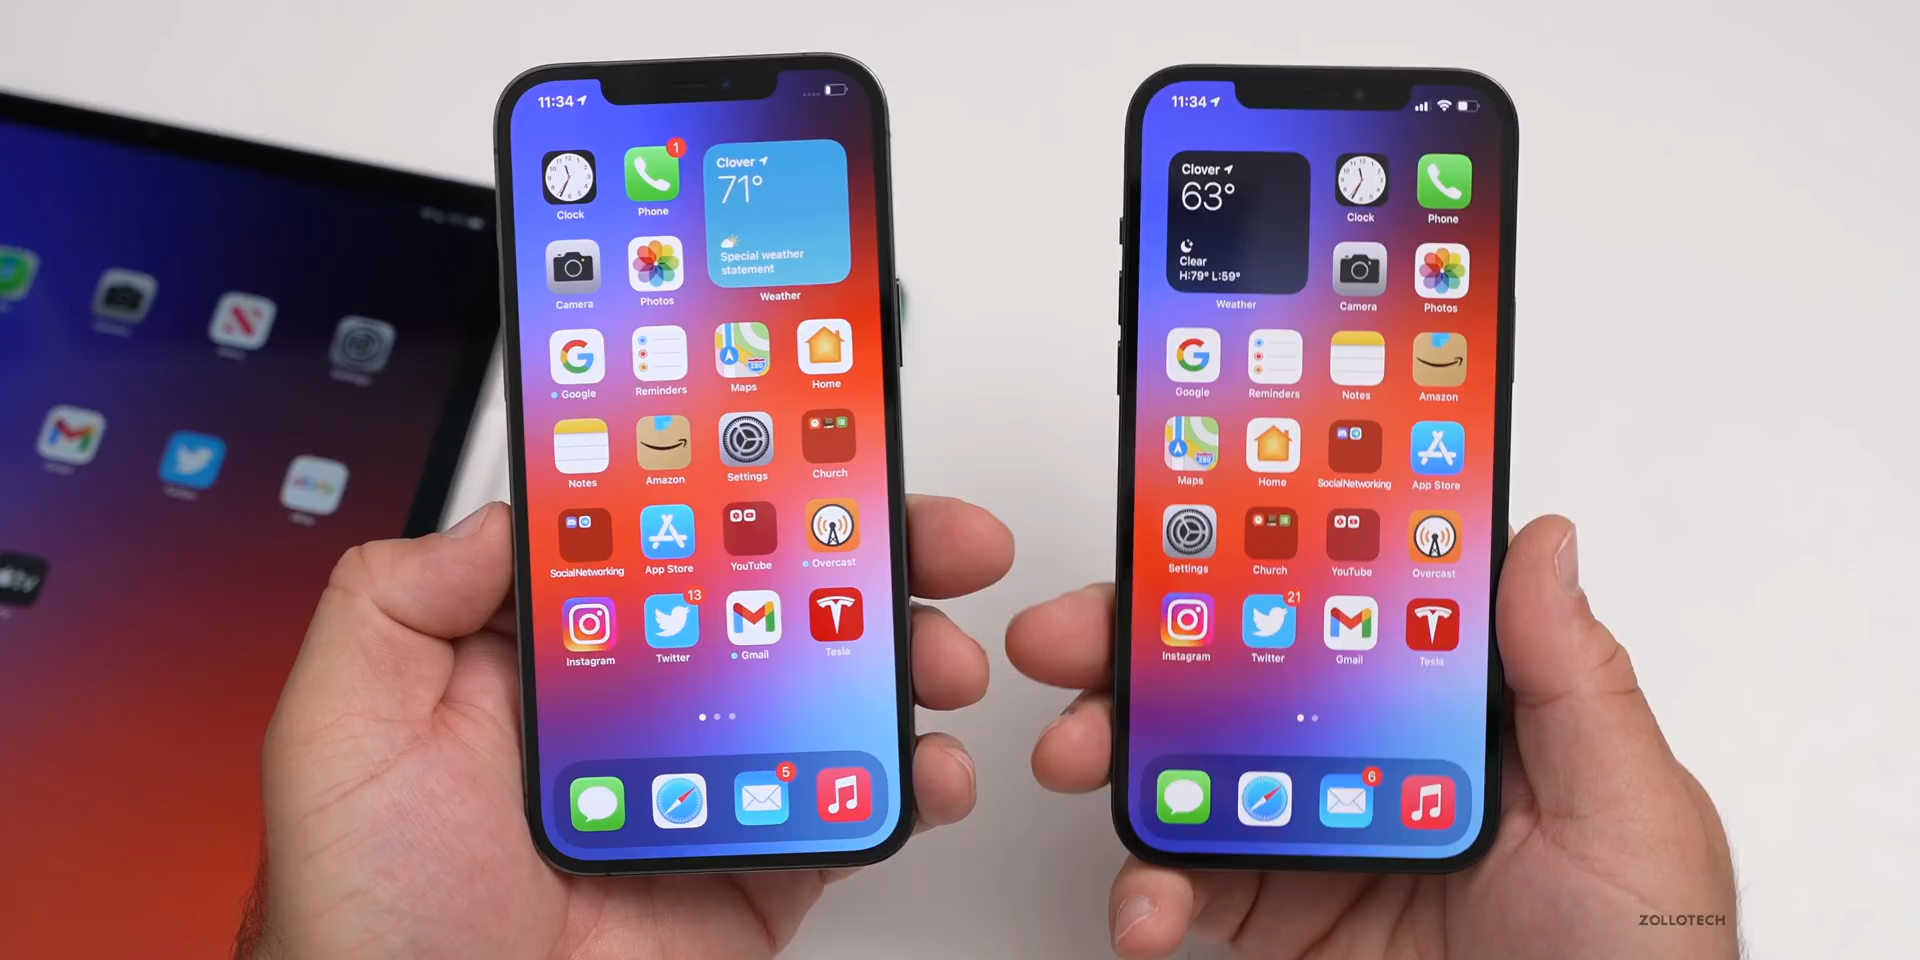 11:34
Clock
1
Phone
Clover
71°
Special weather
statement
Weather
Camera
Photos
Google
Reminders
280
Maps
Home
Notes
Amazon
Settings
Church
SocialNetworking
App Store
YouTube
Overcast
Instagram
13
Twitter
Gmail
Tesla
5
11:34
Clover
63°
Clear
H:79° L:59°
Weather
Clock
Phone
Camera
Photos
Google
Reminders
Notes
Amazon
280
Maps
Home
SocialNetworking
App Store
Settings
Church
YouTube
Overcast
Instagram
21
Twitter
Gmail
Tesla
6
ZOLLOTECH